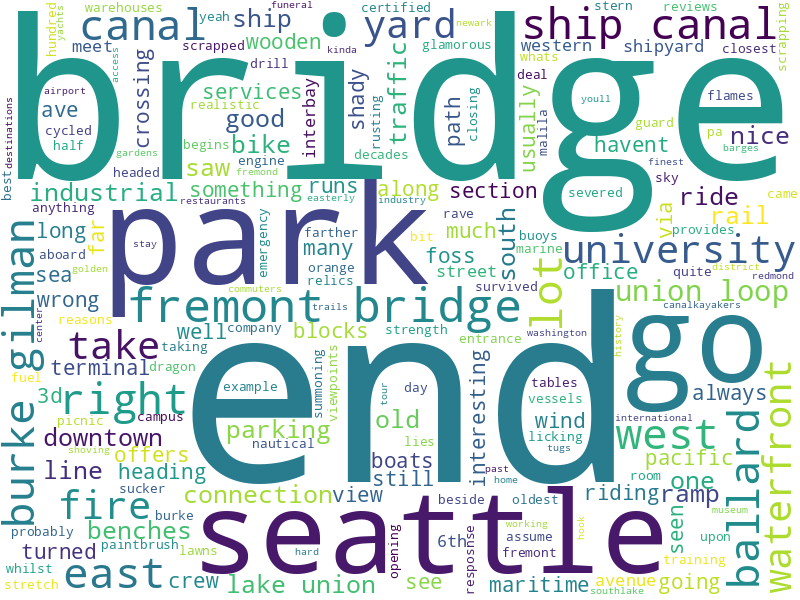 bridge
park
end
go
seattle
ship canal
fremont bridge
canal
yard
ship
university
west
east
fire
right
take
burke gilman
ballard
waterfront
lot
union loop
downtown
industrial
services
good
bike
saw
something
runs
along
section
ride
rail
via
nice
havent
traffic
usually
path
shady
crossing
interbay
wooden
meet
ave
cycled
half
airport
best
destinations
hundred
yachts
warehouses
yeah
scrapped
funeral
newark
kinda
drill
realistic
glamorous
certified
western
shipyard
stern
reviews
whats
closest
deal
access
begins
engine
headed
gardens
fremond
restaurants
easterly
industry
rusting
decades
closing
malila
youll
flames
guard
pa
finest
barges
sky
came
severed
provides
quite
district
redmond
anything
long
far
aboard
golden
sea
wrong
reasons
center
commuters
stay
emergency
farther
many
orange
relics
trails
bit
rave
much
foss
street
survived
buoys
marine
south
office
pacific
canalkayakers
washington
history
entrance
strength
company
well
taking
blocks
terminal
dragon
fuel
3d
picnic
campus
shoving
line
offers
heading
parking
example
summoning
viewpoints
nautical
tour
day
old
lies
boats
still
interesting
tables
vessels
wind
licking
tugs
international
always
museum
one
ramp
riding
room
seen
upon
training
going
avenue
working
hook
southlake
maritime
assume
fremont
oldest
beside
past
home
6th
resposnse
hard
opening
see
view
connection
sucker
benches
turned
paintbrush
burke
probably
whilst
stretch
lawns
crew
lake union